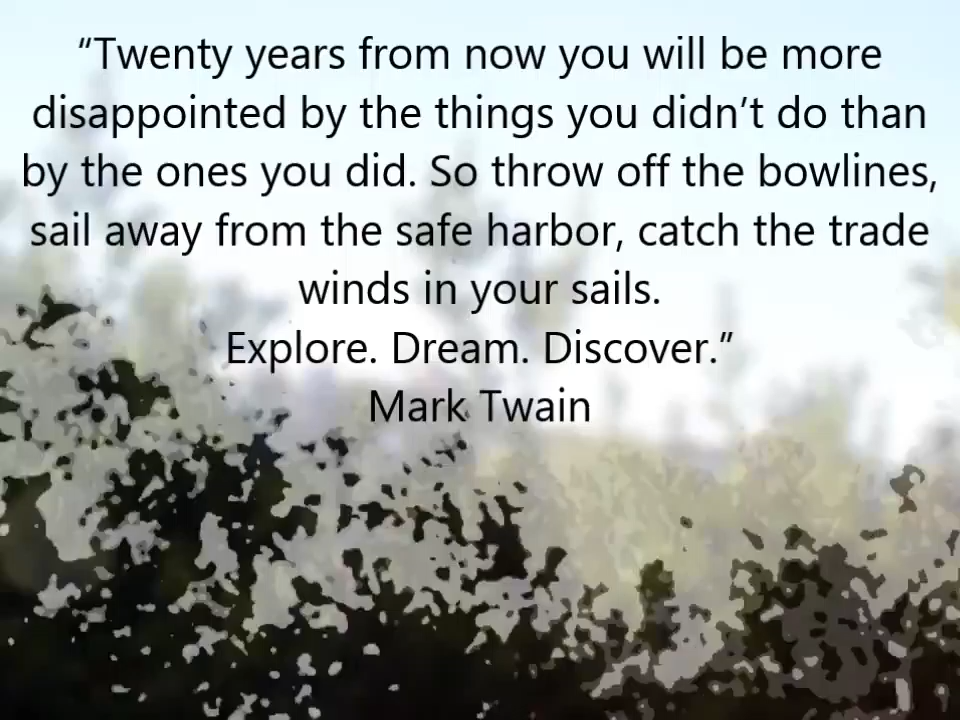 “Twenty years from now you will be more
disappointed by the things you didn’t do than
by the ones you did. So throw off the bowlines,
sail away from the safe harbor, catch the trade
winds in your sails.
Explore. Dream. Discover.”
Mark Twain